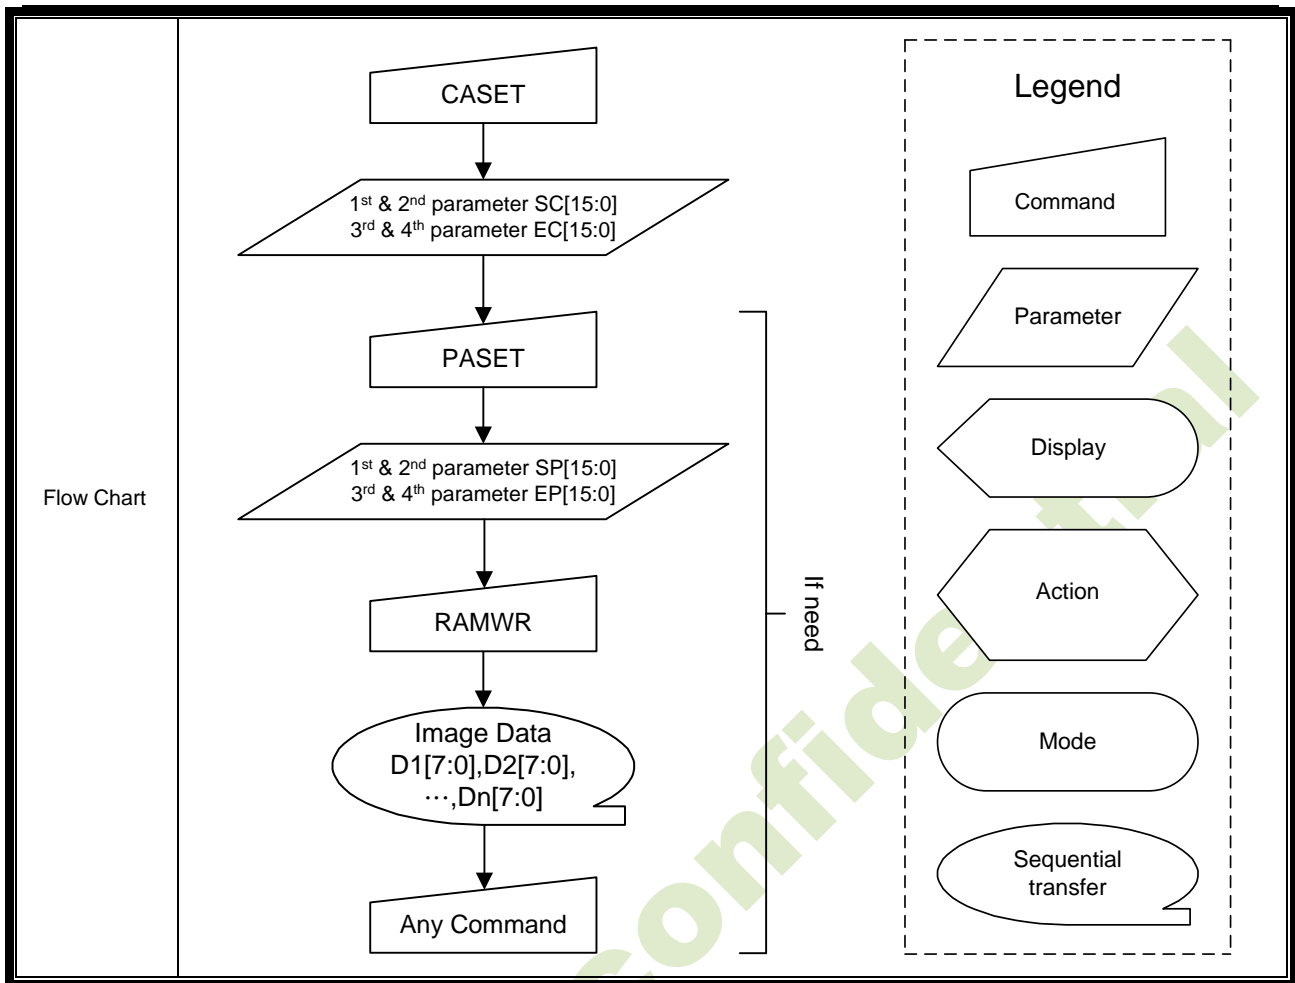 Flow Chart
CASET
1st & 2nd parameter SC[15:0]
3rd & 4th parameter EC[15:0]
PASET
1st & 2nd parameter SP[15:0]
3rd & 4th parameter EP[15:0]
RAMWR
Image Data
D1[7:0],D2[7:0],
⋯,Dn[7:0]
Any Command
If need
Legend
Command
Parameter
Display
Action
Mode
Sequential
transfer